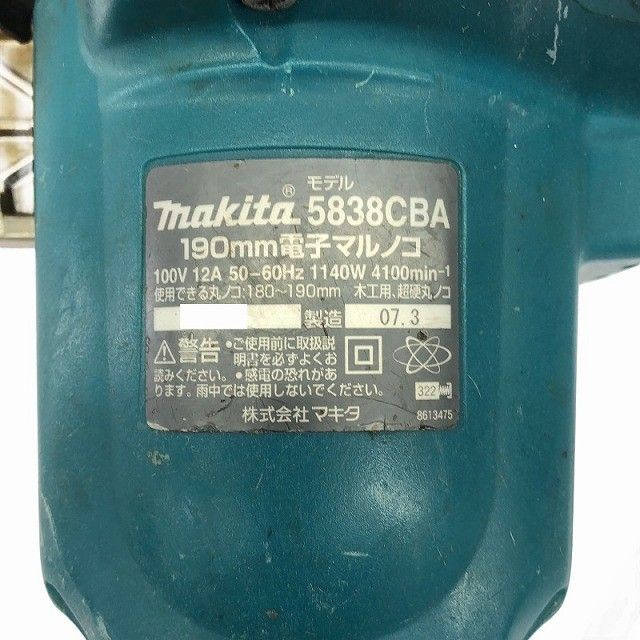 モデル
makita® 5838CBA
190mm電子マルノコ
100V 12A 50-60Hz 1140W 4100min⁻¹
使用できる丸ノコ:180~190mm 木工用、超硬丸ノコ
製造 07.3
⚠警告 •ご使用前に取扱説
明書を必ずよくお
読みください。 •感電の恐れがあ
ります。雨中では使用しないでください。
322
株式会社マキタ
8613475